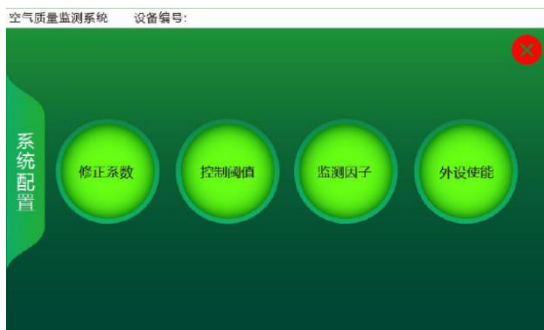 空气质量监测系统 设备编号:
系统配置
修正系数
控制阈值
监测因子
外设使能